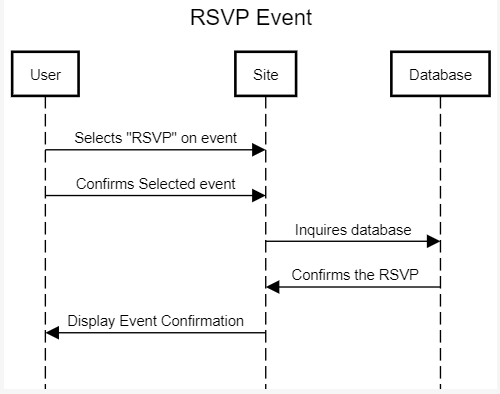 RSVP Event
User
Site
Database
Selects "RSVP" on event
Confirms Selected event
Inquires database
Confirms the RSVP
Display Event Confirmation